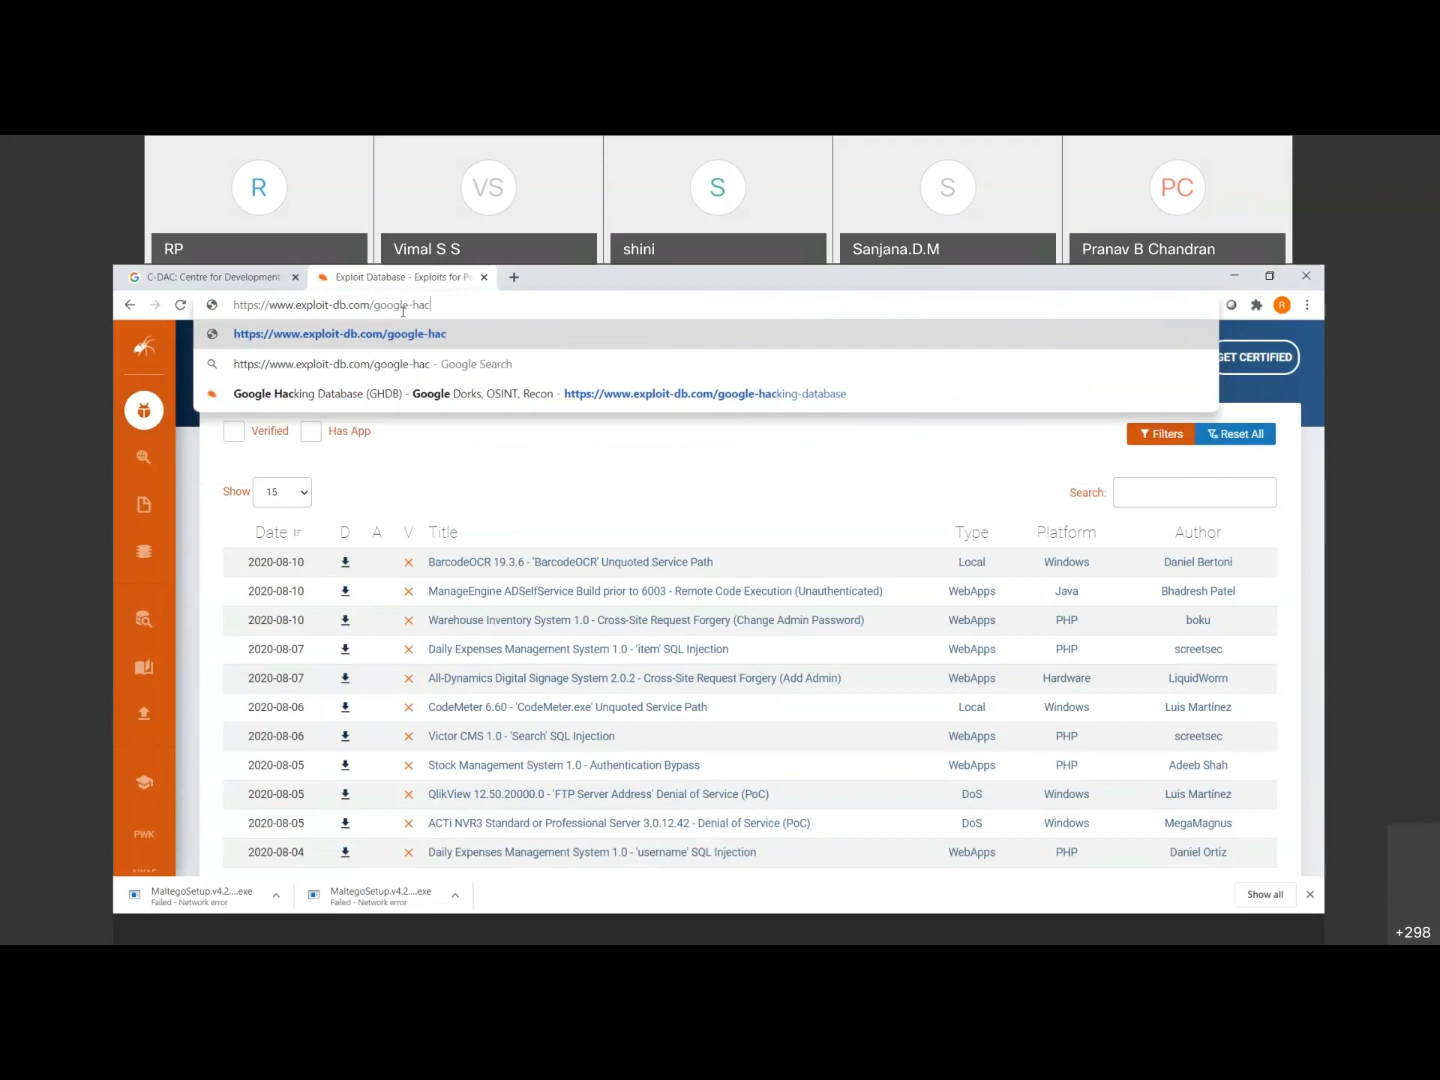 R
VS
S
S
PC
RP
Vimal S S
shini
Sanjana.D.M
Pranav B Chandran
C-DAC: Centre for Development
Exploit Database - Exploits for Pe
https://www.exploit-db.com/google-hac
R
https://www.exploit-db.com/google-hac
https://www.exploit-db.com/google-hac - Google Search
Google Hacking Database (GHDB) - Google Dorks, OSINT, Recon - https://www.exploit-db.com/google-hacking-database
GET CERTIFIED
Verified Has App
Filters Reset All
Show 15
Search:
Date D A V Title Type Platform Author
2020-08-10 BarcodeOCR 19.3.6 - 'BarcodeOCR' Unquoted Service Path Local Windows Daniel Bertoni
2020-08-10 ManageEngine ADSelfService Build prior to 6003 - Remote Code Execution (Unauthenticated) WebApps Java Bhadresh Patel
2020-08-10 Warehouse Inventory System 1.0 - Cross-Site Request Forgery (Change Admin Password) WebApps PHP boku
2020-08-07 Daily Expenses Management System 1.0 - 'item' SQL Injection WebApps PHP screetsec
2020-08-07 All-Dynamics Digital Signage System 2.0.2 - Cross-Site Request Forgery (Add Admin) WebApps Hardware LiquidWorm
2020-08-06 CodeMeter 6.60 - 'CodeMeter.exe' Unquoted Service Path Local Windows Luis Martínez
2020-08-06 Victor CMS 1.0 - 'Search' SQL Injection WebApps PHP screetsec
2020-08-05 Stock Management System 1.0 - Authentication Bypass WebApps PHP Adeeb Shah
2020-08-05 QlikView 12.50.20000.0 - 'FTP Server Address' Denial of Service (PoC) DoS Windows Luis Martínez
2020-08-05 ACTi NVR3 Standard or Professional Server 3.0.12.42 - Denial of Service (PoC) DoS Windows MegaMagnus
2020-08-04 Daily Expenses Management System 1.0 - 'username' SQL Injection WebApps PHP Daniel Ortiz
PWK
MaltegoSetup.v4.2....exe
Failed - Network error
MaltegoSetup.v4.2....exe
Failed - Network error
Show all
+298